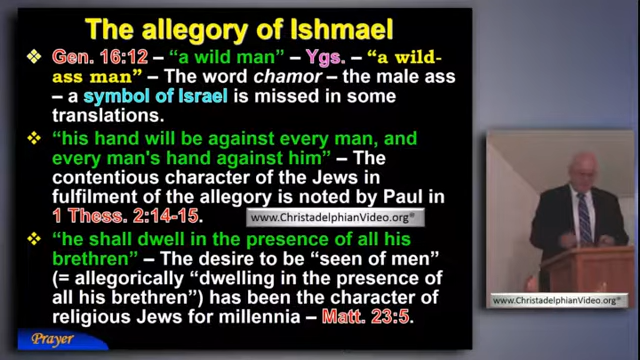 The allegory of Ishmael
❖ Gen. 16:12 – “a wild man” – Ygs. – “a wild-
ass man” – The word chamor – the male ass
– a symbol of Israel is missed in some
translations.
❖ “his hand will be against every man, and
every man's hand against him” – The
contentious character of the Jews in
fulfilment of the allegory is noted by Paul in
1 Thess. 2:14-15.
www.ChristadelphianVideo.org®
❖ “he shall dwell in the presence of all his
brethren” – The desire to be “seen of men”
(= allegorically “dwelling in the presence of
all his brethren”) has been the character of
religious Jews for millennia – Matt. 23:5.
www.ChristadelphianVideo.org®
Prayer